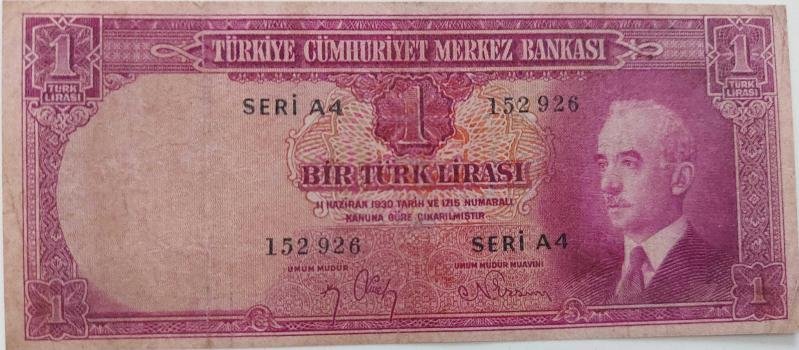 1 TÜRKİYE CÜMHURİYET MERKEZ BANKASI 1
TÜRK LİRASI
TÜRK LİRASI
SERİ A4 1 152926
BİR TÜRK LİRASI
11 HAZİRAN 1930 TARİH VE 1715 NUMARALI
KANUNA GÖRE ÇIKARILMIŞTIR
152926 SERİ A4
UMUM MÜDÜR UMUM MÜDÜR MUAVİNİ
1 1